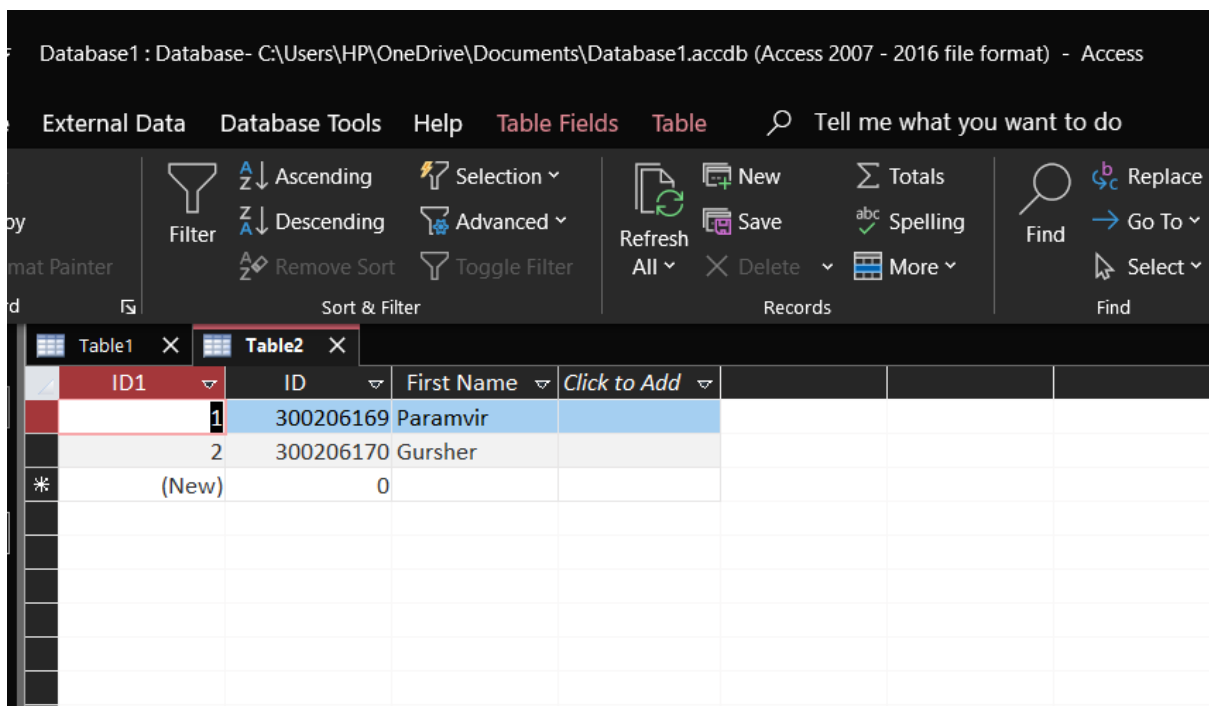 Database1 : Database- C:\Users\HP\OneDrive\Documents\Database1.accdb (Access 2007 - 2016 file format) - Access
External Data Database Tools Help Table Fields Table Tell me what you want to do
Ascending Selection New Totals Replace
Filter Descending Advanced Refresh All Save Spelling Find Go To
mat Painter Remove Sort Toggle Filter Delete More Select
Sort & Filter Records Find
Table1 Table2
ID1 ID First Name Click to Add
1 300206169 Paramvir
2 300206170 Gursher
(New) 0